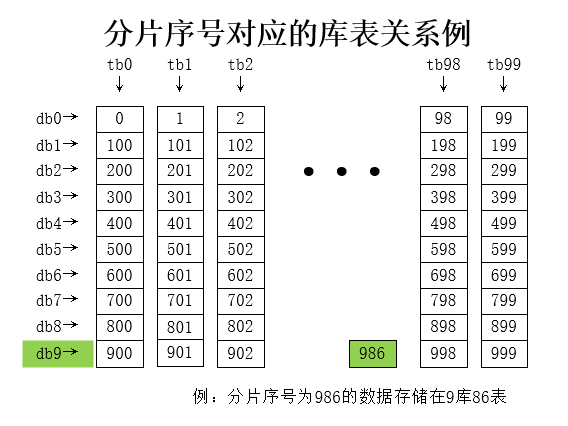 分片序号对应的库表关系例
tb0 tb1 tb2 tb98 tb99
db0 0 1 2 98 99
db1 100 101 102 198 199
db2 200 201 202 298 299
db3 300 301 302 398 399
db4 400 401 402 498 499
db5 500 501 502 598 599
db6 600 601 602 698 699
db7 700 701 702 798 799
db8 800 801 802 898 899
db9 900 901 902 986 998 999
例：分片序号为986的数据存储在9库86表